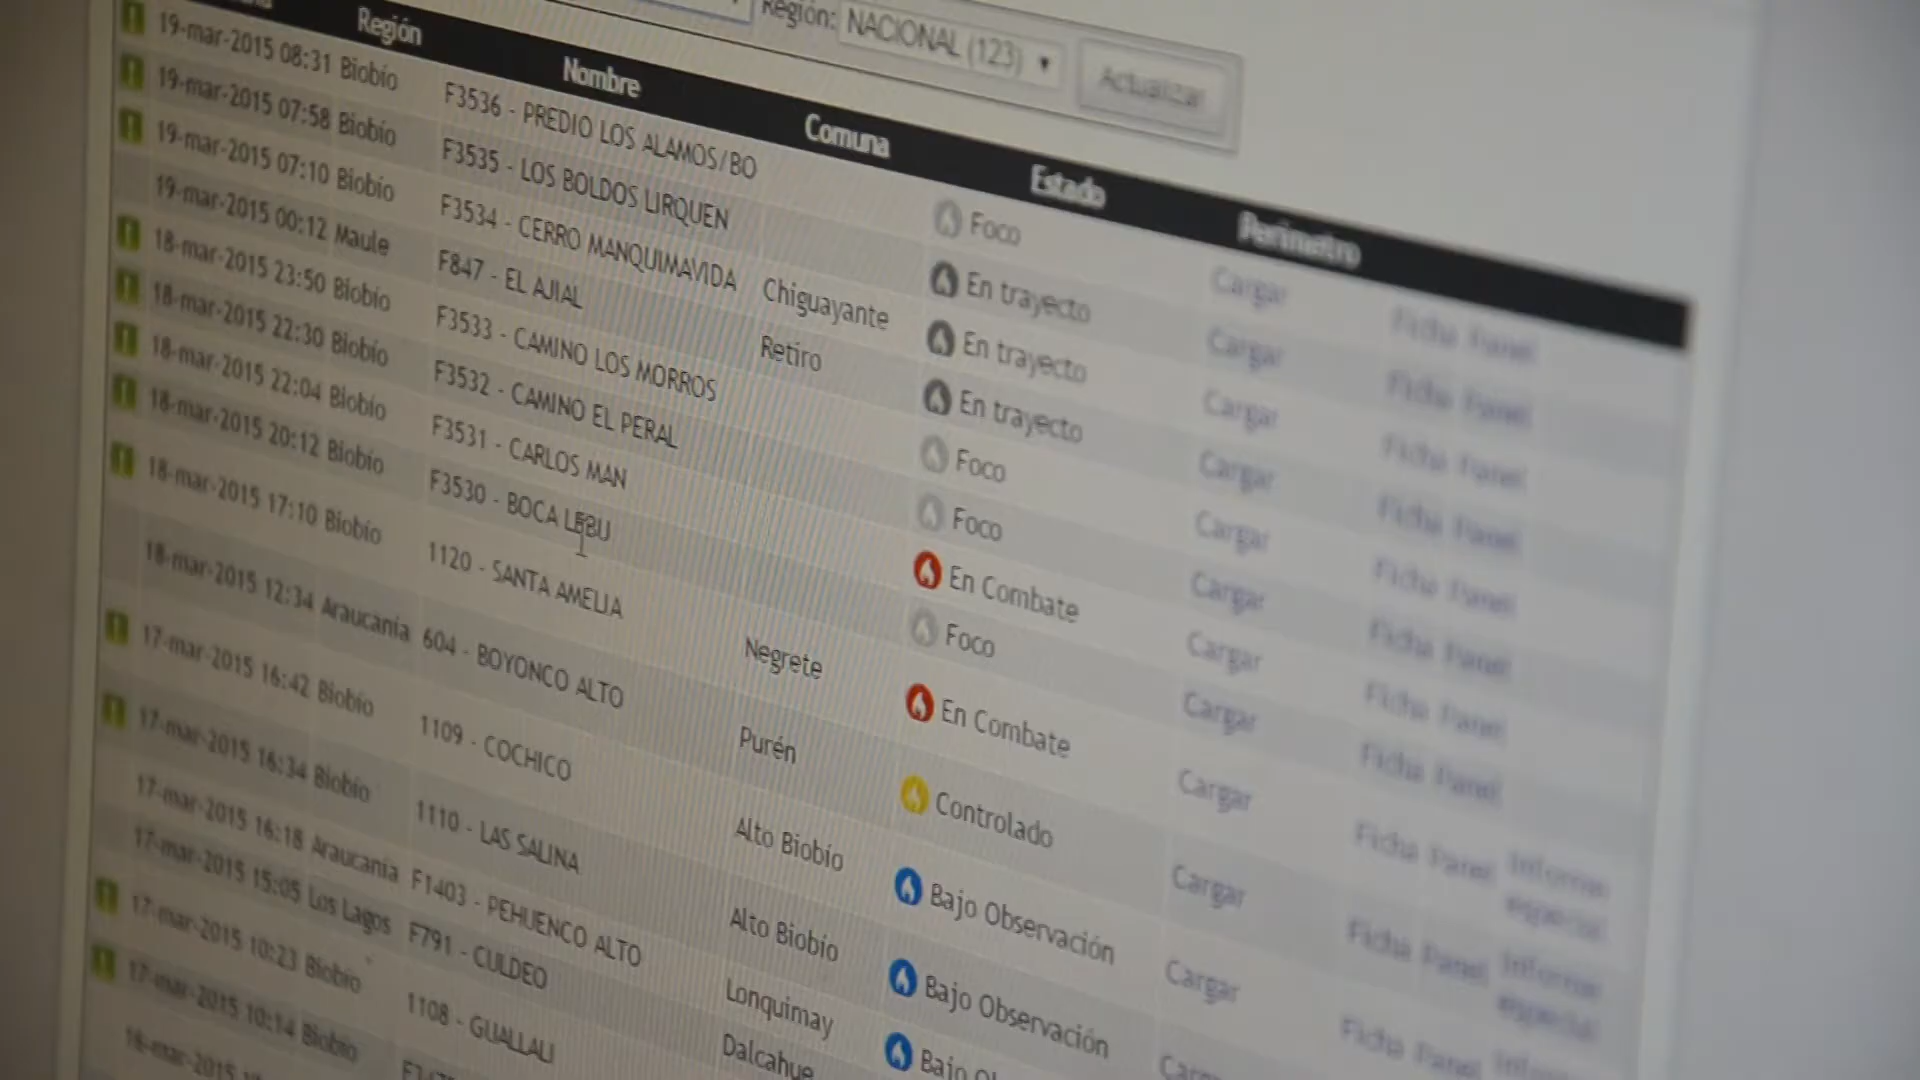 Región: NACIONAL (123) Actualizar
Región Nombre Comuna Estado Perímetro
19-mar-2015 08:31 Biobío F3536 - PREDIO LOS ALAMOS/BO Foco Cargar Ficha Panel
19-mar-2015 07:58 Biobío F3535 - LOS BOLDOS LIRQUEN En trayecto Cargar Ficha Panel
19-mar-2015 07:10 Biobío F3534 - CERRO MANQUIMAVIDA Chiguayante En trayecto Cargar Ficha Panel
19-mar-2015 00:12 Maule F847 - EL AJIAL Retiro En trayecto Cargar Ficha Panel
18-mar-2015 23:50 Biobío F3533 - CAMINO LOS MORROS Foco Cargar Ficha Panel
18-mar-2015 22:30 Biobío F3532 - CAMINO EL PERAL Foco Cargar Ficha Panel
18-mar-2015 22:04 Biobío F3531 - CARLOS MAN En Combate Cargar Ficha Panel
18-mar-2015 20:12 Biobío F3530 - BOCA LEBU Foco Cargar Ficha Panel
18-mar-2015 17:10 Biobío 1120 - SANTA AMELIA Negrete En Combate Cargar Ficha Panel Informe especial
18-mar-2015 12:34 Araucanía 604 - BOYONCO ALTO Purén Controlado Cargar Ficha Panel Informe especial
17-mar-2015 16:42 Biobío 1109 - COCHICO Alto Biobío Bajo Observación Cargar Ficha Panel
17-mar-2015 16:34 Biobío 1110 - LAS SALINA Alto Biobío Bajo Observación
17-mar-2015 16:18 Araucanía F1403 - PEHUENCO ALTO Lonquimay
17-mar-2015 15:05 Los Lagos F791 - CULDEO Dalcahue
17-mar-2015 10:23 Biobío 1108 - GUALLALI
17-mar-2015 10:14 Biobío